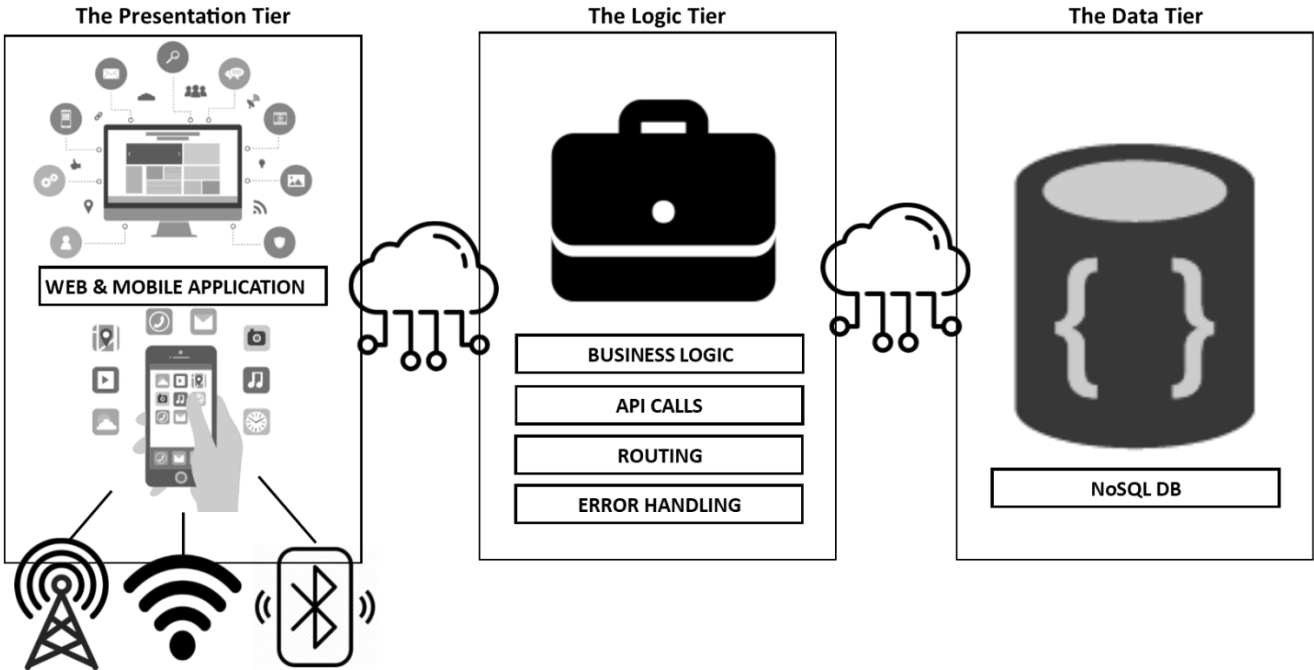 The Presentation Tier
WEB & MOBILE APPLICATION
The Logic Tier
BUSINESS LOGIC
API CALLS
ROUTING
ERROR HANDLING
The Data Tier
{ }
NoSQL DB